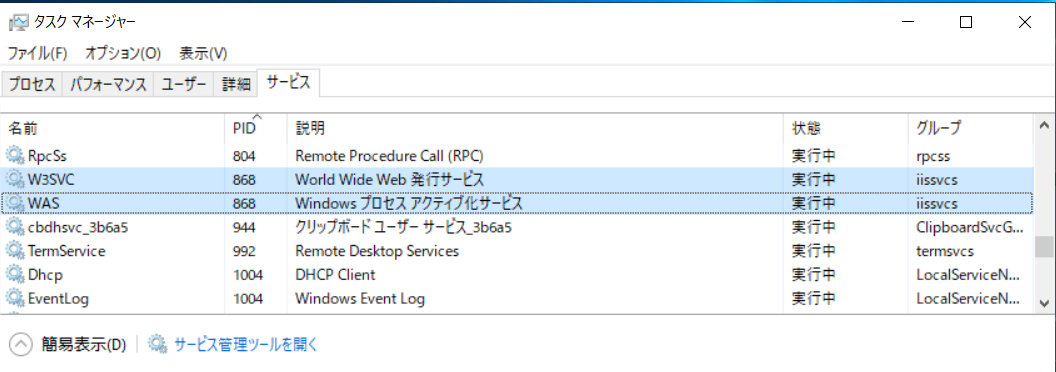 タスク マネージャー
ファイル(F) オプション(O) 表示(V)
プロセス パフォーマンス ユーザー 詳細 サービス
名前 PID 説明 状態 グループ
RpcSs 804 Remote Procedure Call (RPC) 実行中 rpcss
W3SVC 868 World Wide Web 発行サービス 実行中 iissvcs
WAS 868 Windows プロセス アクティブ化サービス 実行中 iissvcs
cbdhsvc_3b6a5 944 クリップボード ユーザー サービス_3b6a5 実行中 ClipboardSvcG...
TermService 992 Remote Desktop Services 実行中 termsvcs
Dhcp 1004 DHCP Client 実行中 LocalServiceN...
EventLog 1004 Windows Event Log 実行中 LocalServiceN...
簡易表示(D) サービス管理ツールを開く